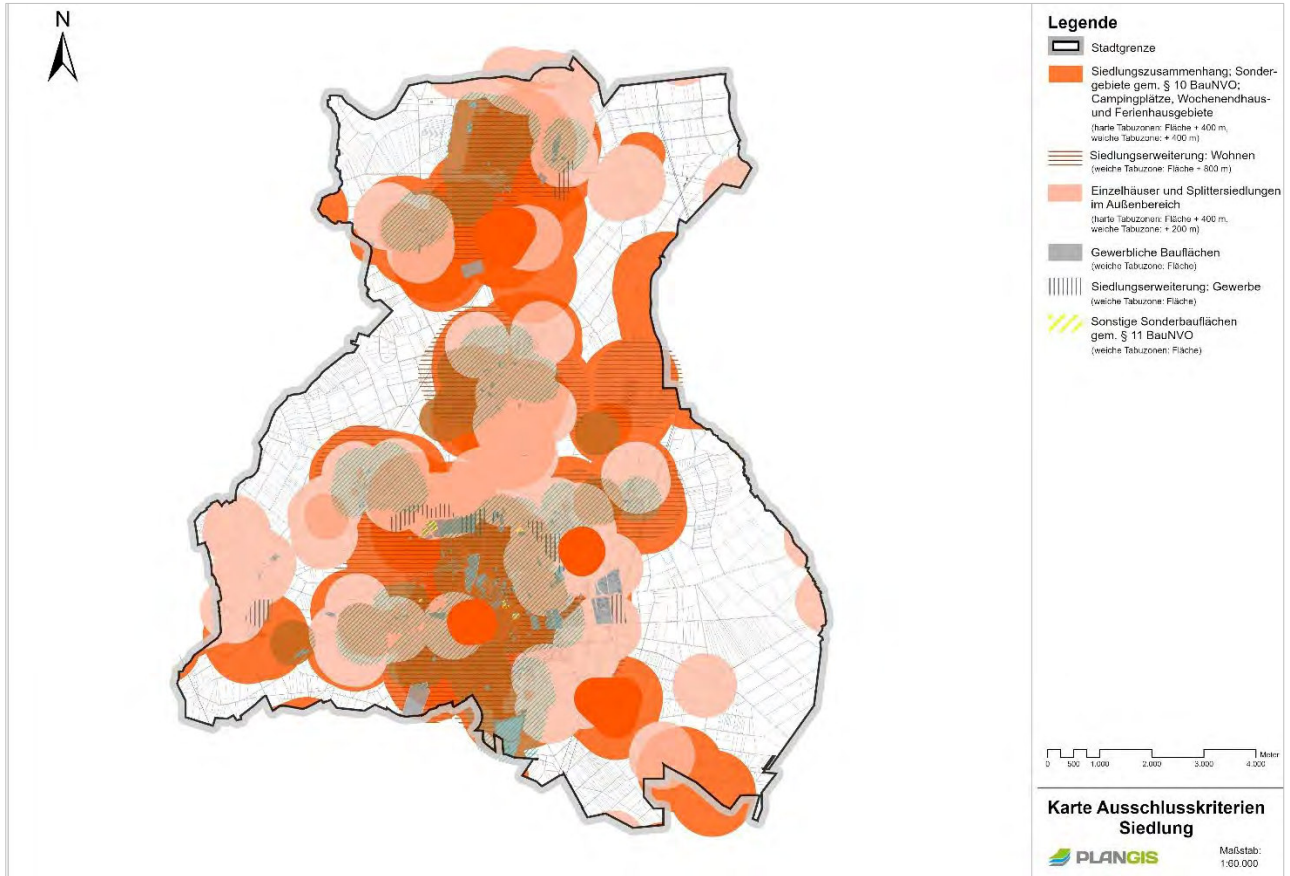 N
Legende
Stadtgrenze
Siedlungszusammenhang; Sonder-
gebiete gem. § 10 BauNVO;
Campingplätze, Wochenendhaus-
und Ferienhausgebiete
(harte Tabuzonen: Fläche + 400 m,
weiche Tabuzone: + 400 m)
Siedlungserweiterung: Wohnen
(weiche Tabuzone: Fläche + 800 m)
Einzelhäuser und Splittersiedlungen
im Außenbereich
(harte Tabuzonen: Fläche + 400 m,
weiche Tabuzone: + 200 m)
Gewerbliche Bauflächen
(weiche Tabuzone: Fläche)
Siedlungserweiterung: Gewerbe
(weiche Tabuzone: Fläche)
Sonstige Sonderbauflächen
gem. § 11 BauNVO
(weiche Tabuzonen: Fläche)
Meter
0 500 1.000 2.000 3.000 4.000
Karte Ausschlusskriterien
Siedlung
PLANGIS
Maßstab:
1:60.000